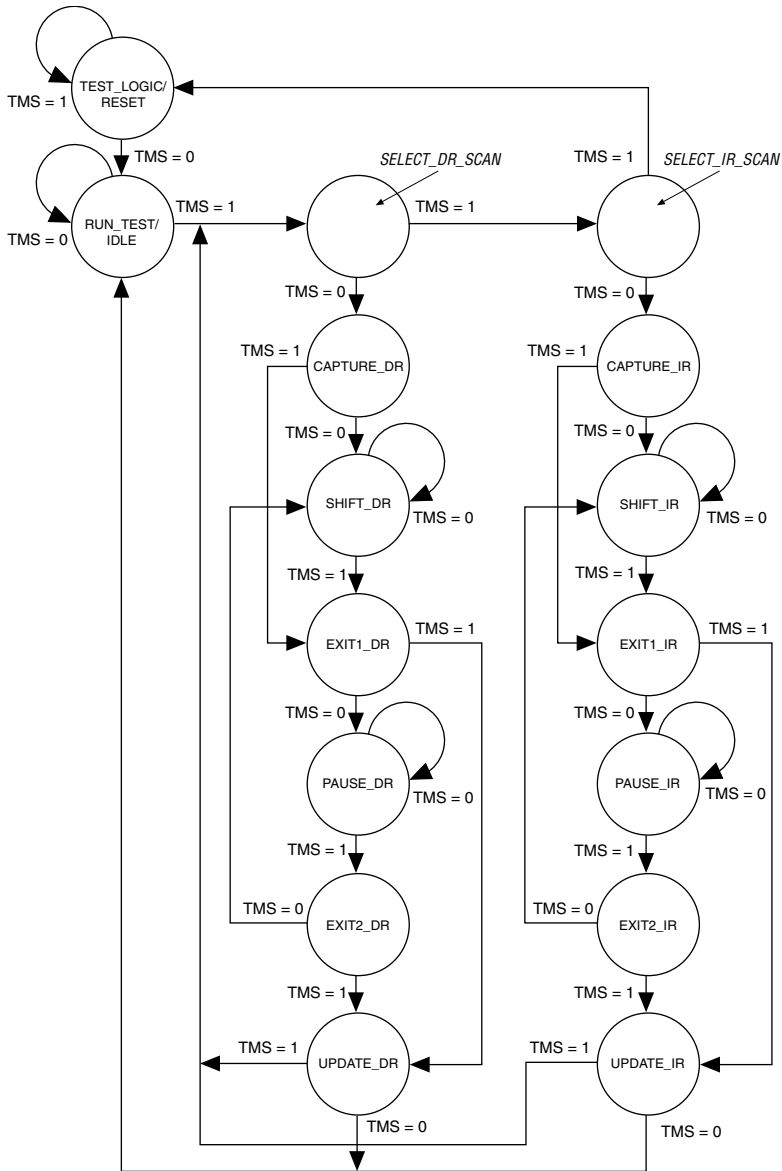 TEST_LOGIC/
RESET
TMS = 1
TMS = 0
SELECT_DR_SCAN
TMS = 1
SELECT_IR_SCAN
RUN_TEST/
IDLE
TMS = 0
TMS = 1
TMS = 1
TMS = 0
TMS = 0
TMS = 1
CAPTURE_DR
TMS = 1
CAPTURE_IR
TMS = 0
TMS = 0
SHIFT_DR
TMS = 0
SHIFT_IR
TMS = 0
TMS = 1
TMS = 1
EXIT1_DR
TMS = 1
EXIT1_IR
TMS = 1
TMS = 0
TMS = 0
PAUSE_DR
TMS = 0
PAUSE_IR
TMS = 0
TMS = 1
TMS = 1
TMS = 0
EXIT2_DR
TMS = 0
EXIT2_IR
TMS = 1
TMS = 1
TMS = 1
UPDATE_DR
TMS = 1
UPDATE_IR
TMS = 0
TMS = 0